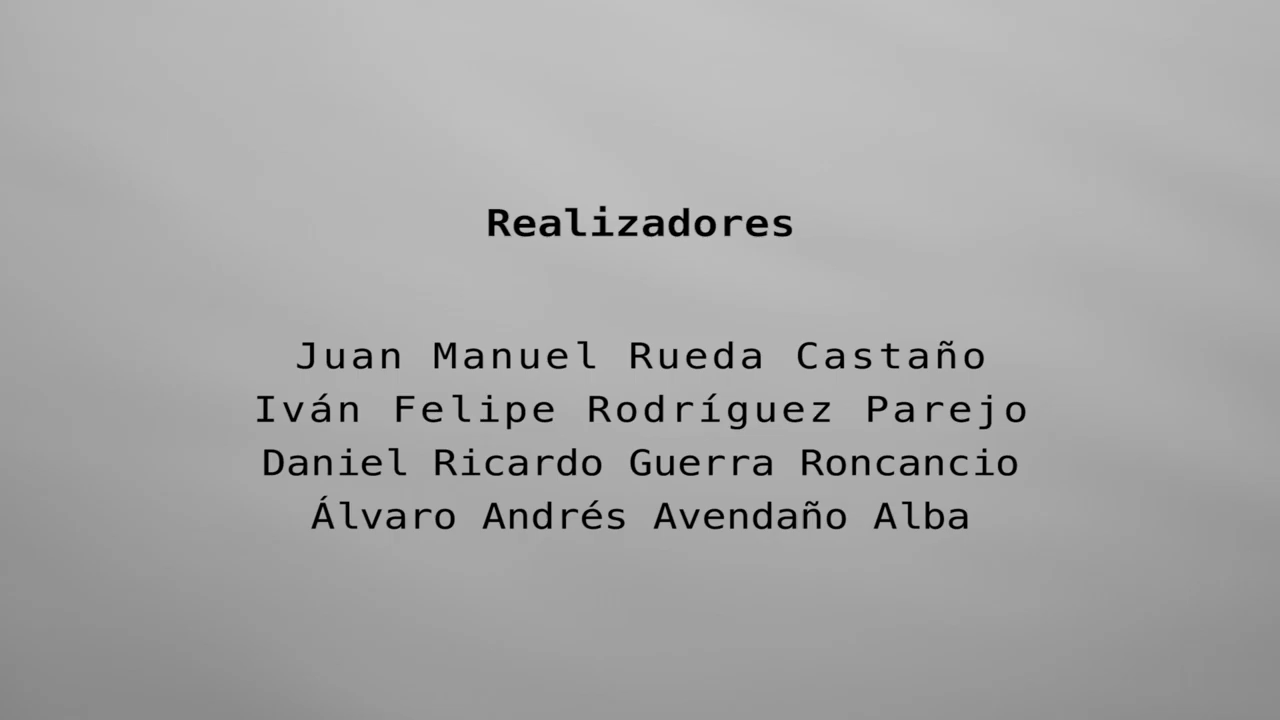 Realizadores
Juan Manuel Rueda Castaño
Iván Felipe Rodríguez Parejo
Daniel Ricardo Guerra Roncancio
Álvaro Andrés Avendaño Alba